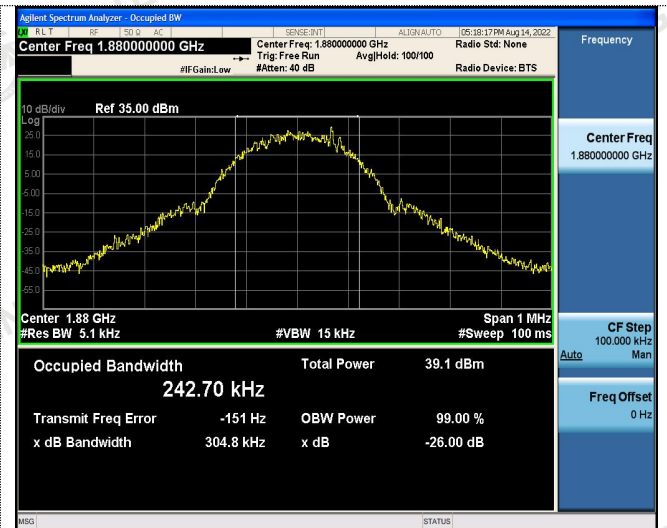 Agilent Spectrum Analyzer - Occupied BW
LXI RLT RF 50 Ω AC SENSE:INT ALIGN AUTO 05:18:17 PM Aug 14, 2022
Center Freq 1.880000000 GHz Center Freq: 1.880000000 GHz Radio Std: None
Trig: Free Run Avg|Hold: 100/100
#IFGain:Low #Atten: 40 dB Radio Device: BTS
10 dB/div Ref 35.00 dBm
Log
25.0
15.0
5.00
-5.00
-15.0
-25.0
-35.0
-45.0
-55.0
Center 1.88 GHz Span 1 MHz
#Res BW 5.1 kHz #VBW 15 kHz #Sweep 100 ms
Occupied Bandwidth Total Power 39.1 dBm
242.70 kHz
Transmit Freq Error -151 Hz OBW Power 99.00 %
x dB Bandwidth 304.8 kHz x dB -26.00 dB
MSG STATUS
Frequency
Center Freq
1.880000000 GHz
CF Step
100.000 kHz
Auto Man
Freq Offset
0 Hz